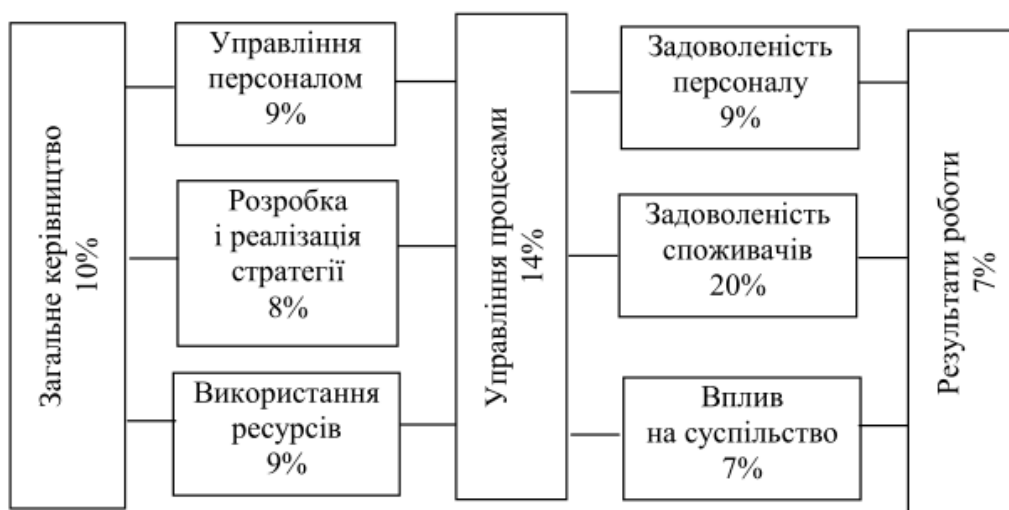 Загальне керівництво
10%
Управління
персоналом
9%
Розробка
і реалізація
стратегії
8%
Використання
ресурсів
9%
Управління процесами
14%
Задоволеність
персоналу
9%
Задоволеність
споживачів
20%
Вплив
на суспільство
7%
Результати роботи
7%